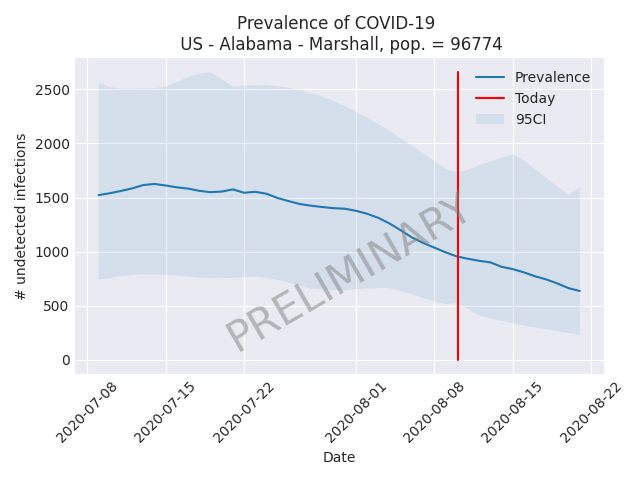 Prevalence of COVID-19
US - Alabama - Marshall, pop. = 96774
Prevalence
Today
95CI
2500
2000
1500
1000
500
0
# undetected infections
PRELIMINARY
2020-07-08
2020-07-15
2020-07-22
2020-08-01
2020-08-08
2020-08-15
2020-08-22
Date